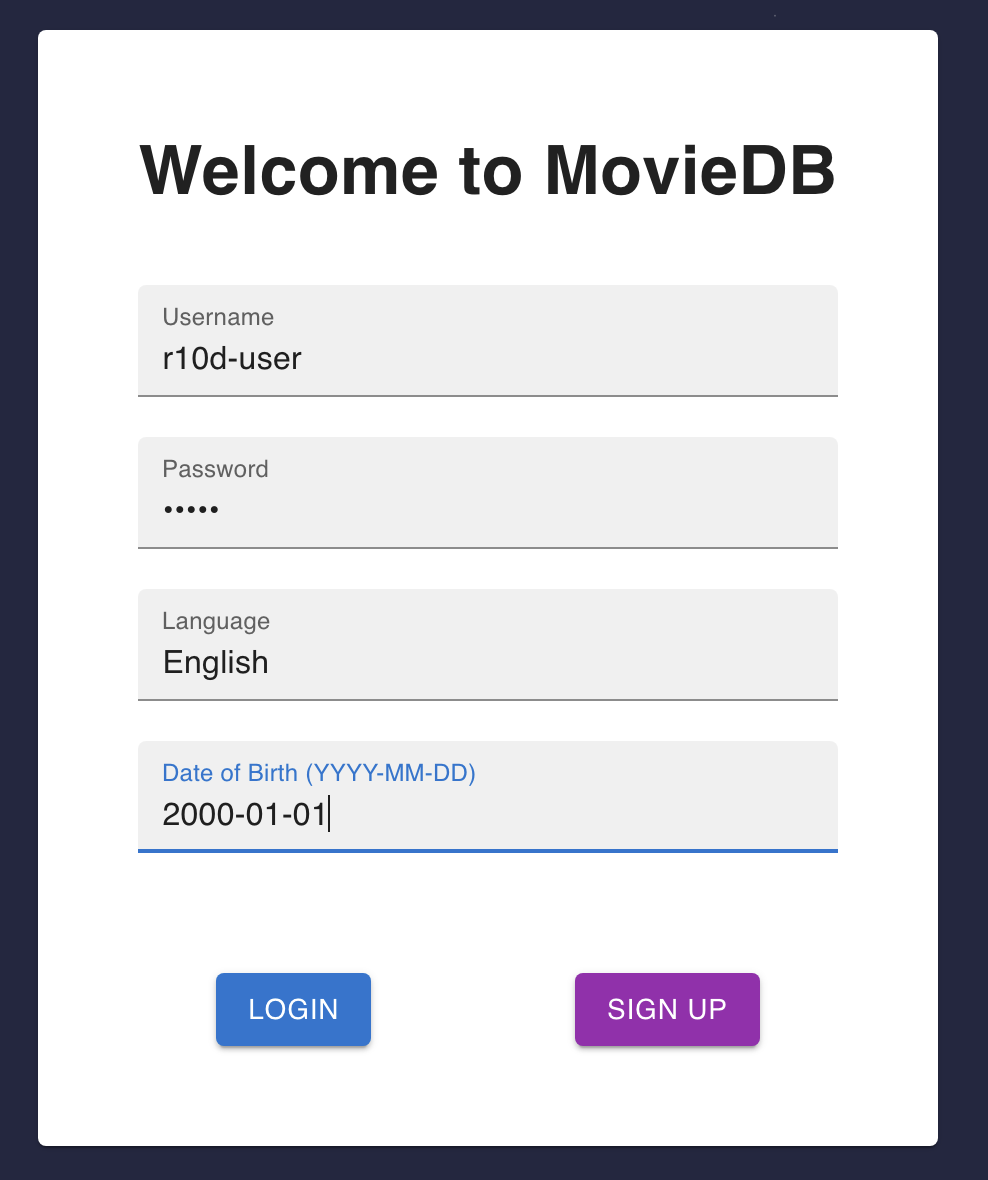 Welcome to MovieDB
Username
r10d-user
Password
•••••
Language
English
Date of Birth (YYYY-MM-DD)
2000-01-01
LOGIN
SIGN UP